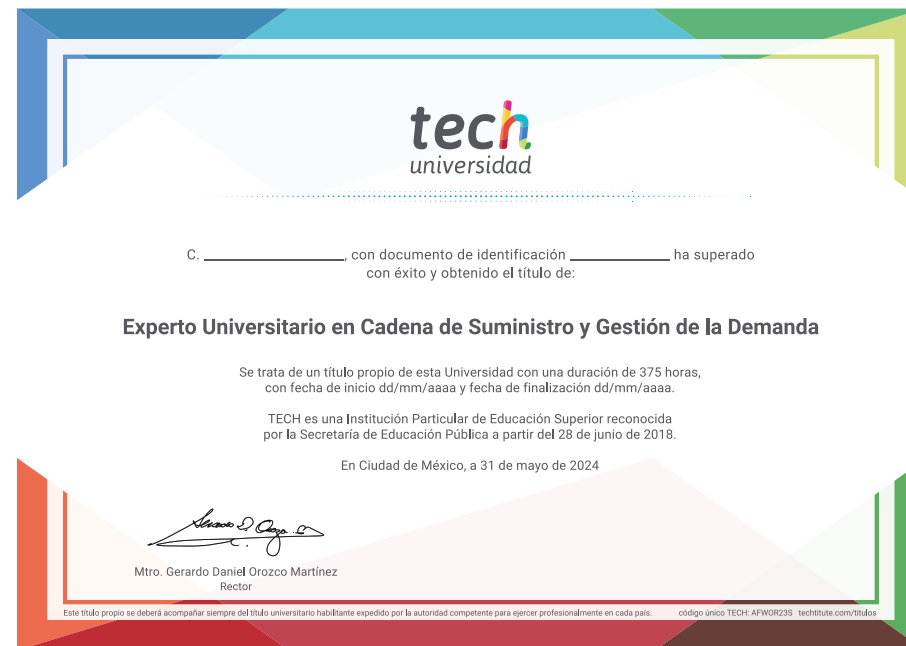 tech
universidad
C. ____________, con documento de identificación ____________ ha superado
con éxito y obtenido el título de:
Experto Universitario en Cadena de Suministro y Gestión de la Demanda
Se trata de un título propio de esta Universidad con una duración de 375 horas,
con fecha de inicio dd/mm/aaaa y fecha de finalización dd/mm/aaaa.
TECH es una Institución Particular de Educación Superior reconocida
por la Secretaría de Educación Pública a partir del 28 de junio de 2018.
En Ciudad de México, a 31 de mayo de 2024
Mtro. Gerardo Daniel Orozco Martínez
Rector
Este título propio se deberá acompañar siempre del título universitario habilitante expedido por la autoridad competente para ejercer profesionalmente en cada país. código único TECH: AFWOR23S techtitute.com/titulos